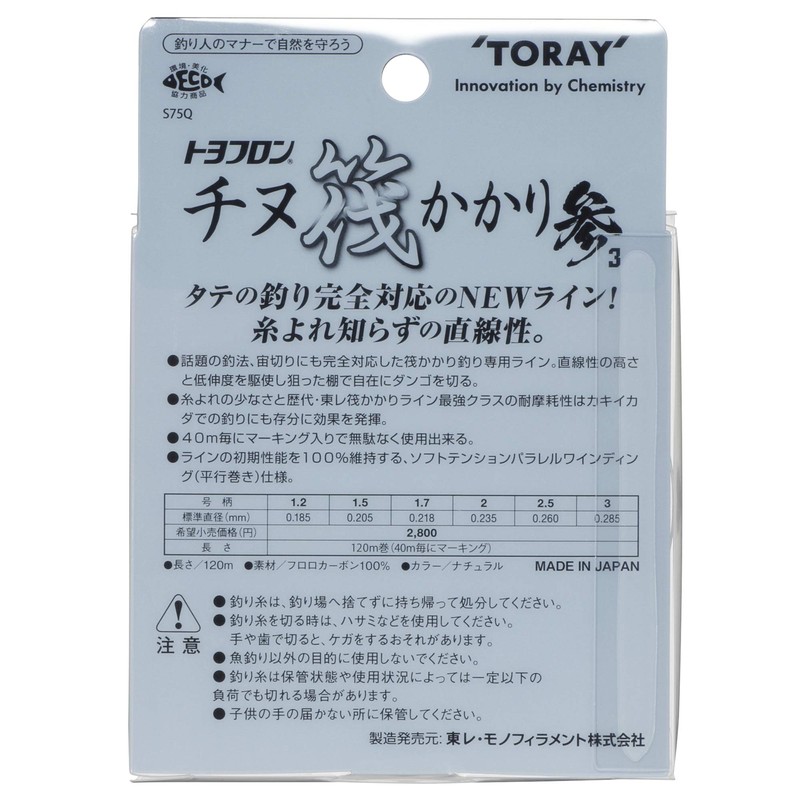 釣り人のマナーで自然を守ろう
環境・美化
AECO
協力商品
S75Q
'TORAY'
Innovation by Chemistry
トヨフロン®
チヌ筏かかり参
3
タテの釣り完全対応のNEWライン!
糸よれ知らずの直線性。
●話題の釣法、宙切りにも完全対応した筏かかり釣り専用ライン。直線性の高さ
と低伸度を駆使し狙った棚で自在にダンゴを切る。
●糸よれの少なさと歴代・東レ筏かかりライン最強クラスの耐摩耗性はカキイカ
ダでの釣りにも存分に効果を発揮。
●40m毎にマーキング入りで無駄なく使用出来る。
●ラインの初期性能を100%維持する、ソフトテンションパラレルワインディン
グ(平行巻き)仕様。
号 柄 1.2 1.5 1.7 2 2.5 3
標準直径(mm) 0.185 0.205 0.218 0.235 0.260 0.285
希望小売価格(円) 2,800
長 さ 120m巻(40m毎にマーキング)
●長さ/120m ●素材/フロロカーボン100% ●カラー/ナチュラル MADE IN JAPAN
注 意
●釣り糸は、釣り場へ捨てずに持ち帰って処分してください。
●釣り糸を切る時は、ハサミなどを使用してください。
手や歯で切ると、ケガをするおそれがあります。
●魚釣り以外の目的に使用しないでください。
●釣り糸は保管状態や使用状況によっては一定以下の
負荷でも切れる場合があります。
●子供の手の届かない所に保管してください。
製造発売元:東レ・モノフィラメント株式会社